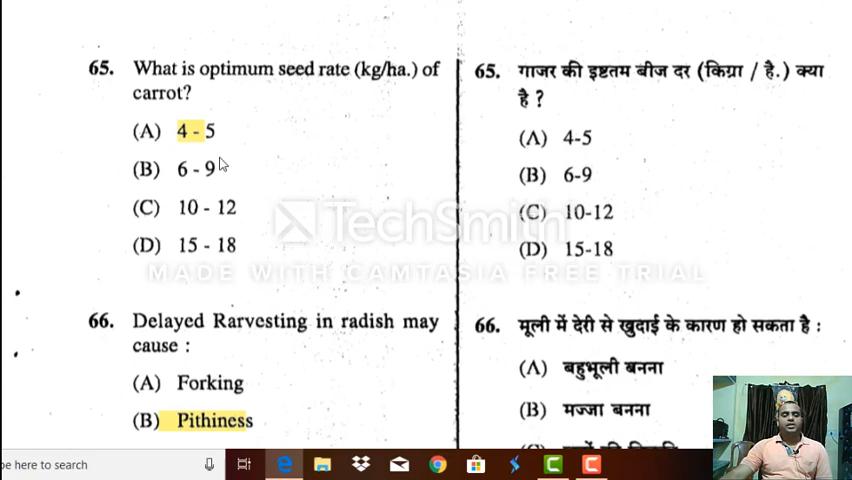 65. What is optimum seed rate (kg/ha.) of
carrot?
(A) 4 - 5
(B) 6 - 9
(C) 10 - 12
(D) 15 - 18
66. Delayed Rarvesting in radish may
cause :
(A) Forking
(B) Pithiness
65. गाजर की इष्टतम बीज दर (किग्रा / है.) क्या
है ?
(A) 4-5
(B) 6-9
(C) 10-12
(D) 15-18
66. मूली में देरी से खुदाई के कारण हो सकता है :
(A) बहुभूली बनना
(B) मज्जा बनना
TechSmith
MADE WITH CAMTASIA FREE TRIAL
pe here to search